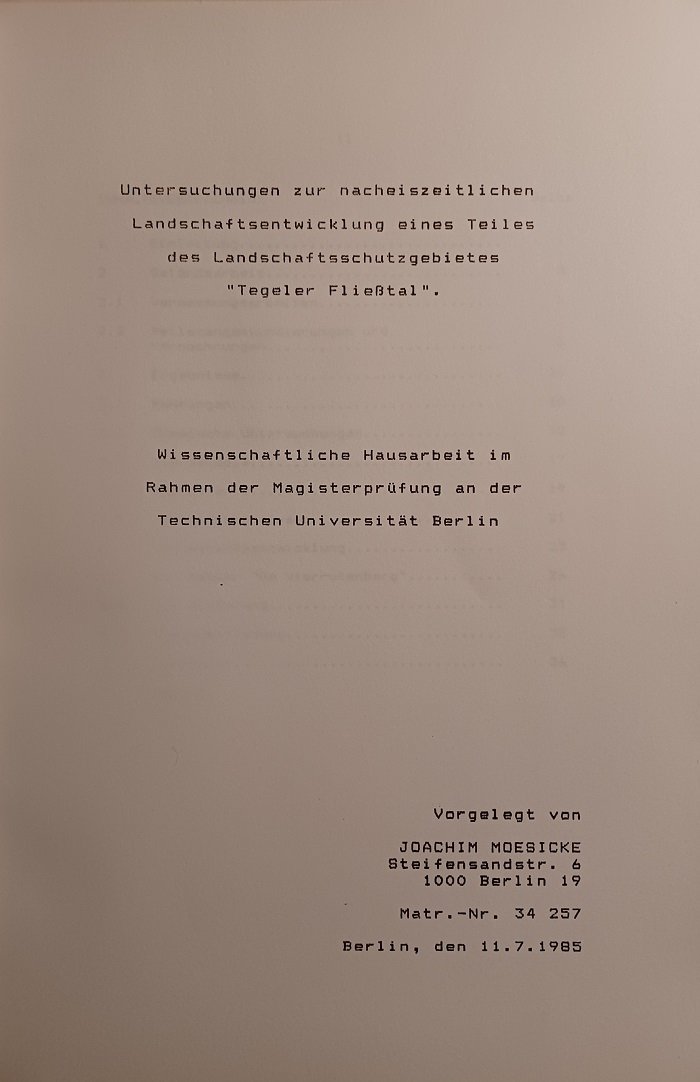 Untersuchungen zur nacheiszeitlichen
Landschaftsentwicklung eines Teiles
des Landschaftsschutzgebietes
"Tegeler Fließtal".
Wissenschaftliche Hausarbeit im
Rahmen der Magisterprüfung an der
Technischen Universität Berlin
Vorgelegt von
JOACHIM MOESICKE
Steifensandstr. 6
1000 Berlin 19
Matr.-Nr. 34 257
Berlin, den 11.7.1985